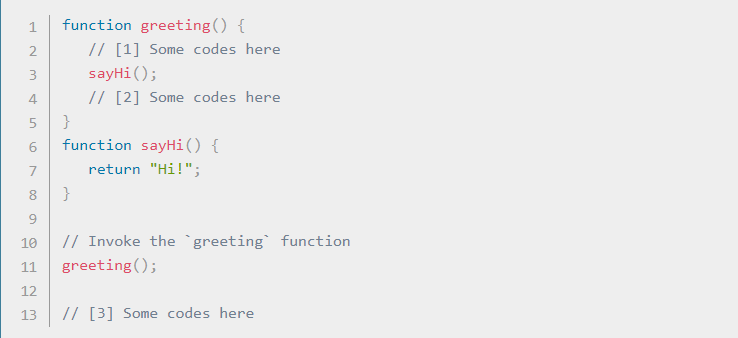 1 function greeting() {
2 // [1] Some codes here
3 sayHi();
4 // [2] Some codes here
5 }
6 function sayHi() {
7 return "Hi!";
8 }
9
10 // Invoke the `greeting` function
11 greeting();
12
13 // [3] Some codes here